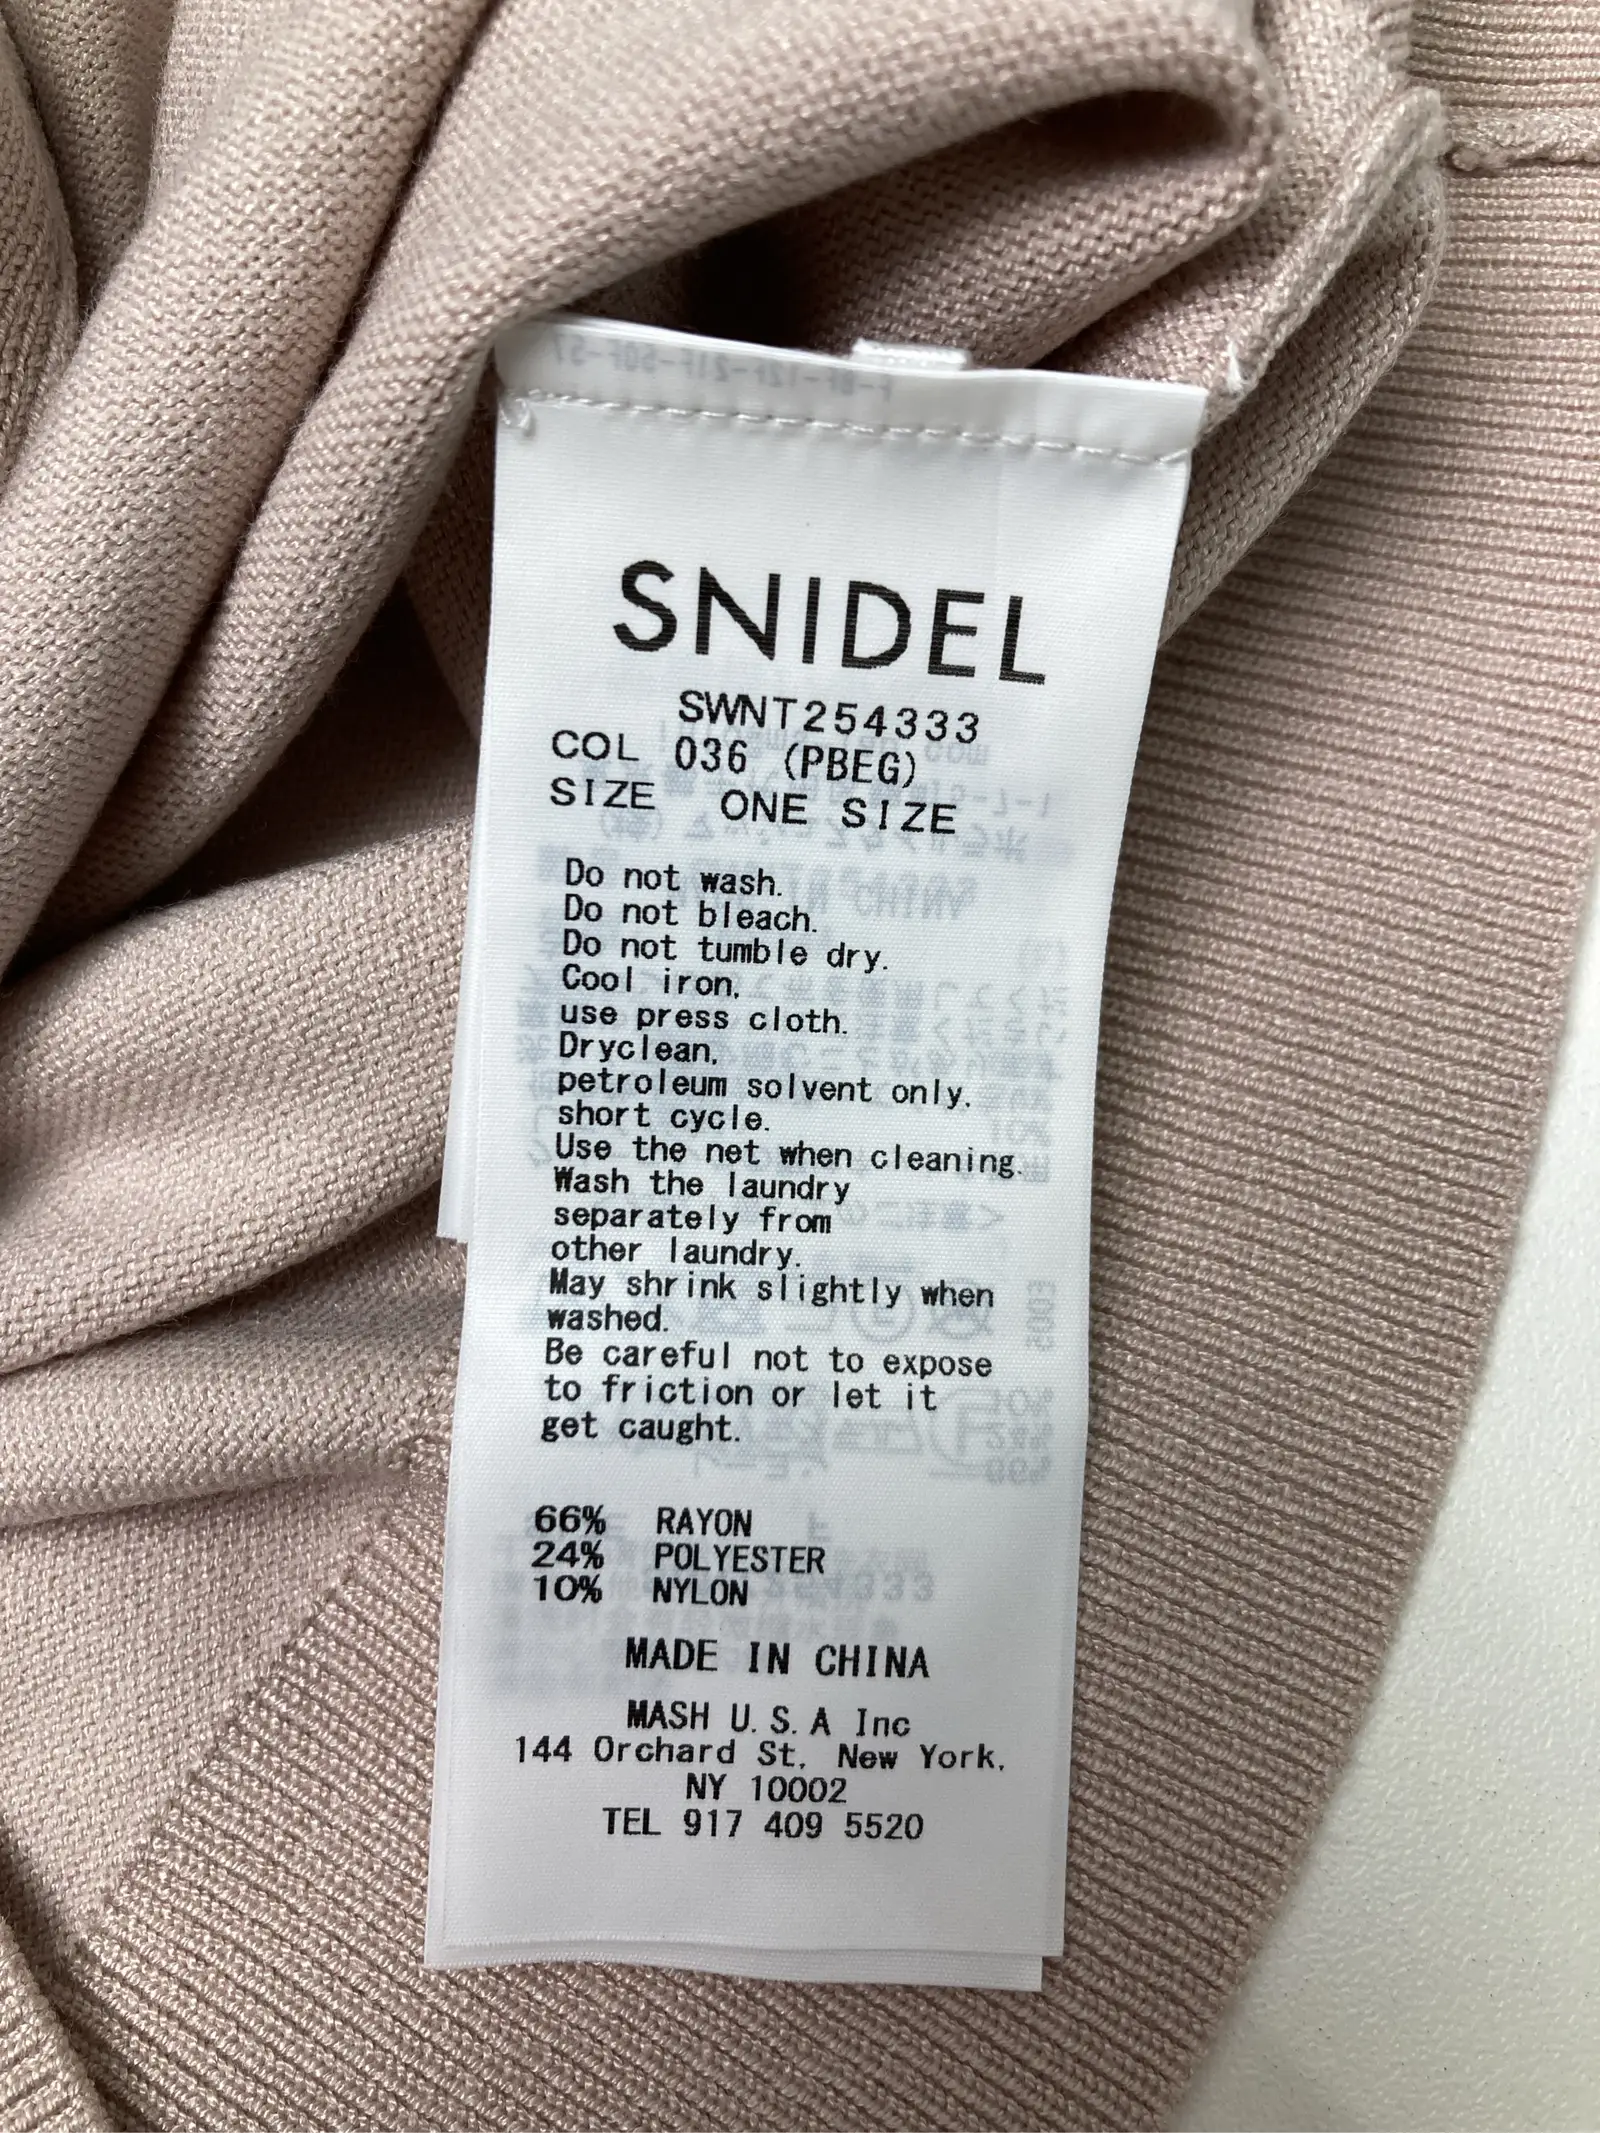 SNIDEL
SWNT254333
COL 036 (PBEG)
SIZE ONE SIZE
Do not wash.
Do not bleach.
Do not tumble dry.
Cool iron,
use press cloth.
Dryclean,
petroleum solvent only,
short cycle.
Use the net when cleaning.
Wash the laundry
separately from
other laundry.
May shrink slightly when
washed.
Be careful not to expose
to friction or let it
get caught.
66% RAYON
24% POLYESTER
10% NYLON
MADE IN CHINA
MASH U.S.A Inc
144 Orchard St, New York,
NY 10002
TEL 917 409 5520